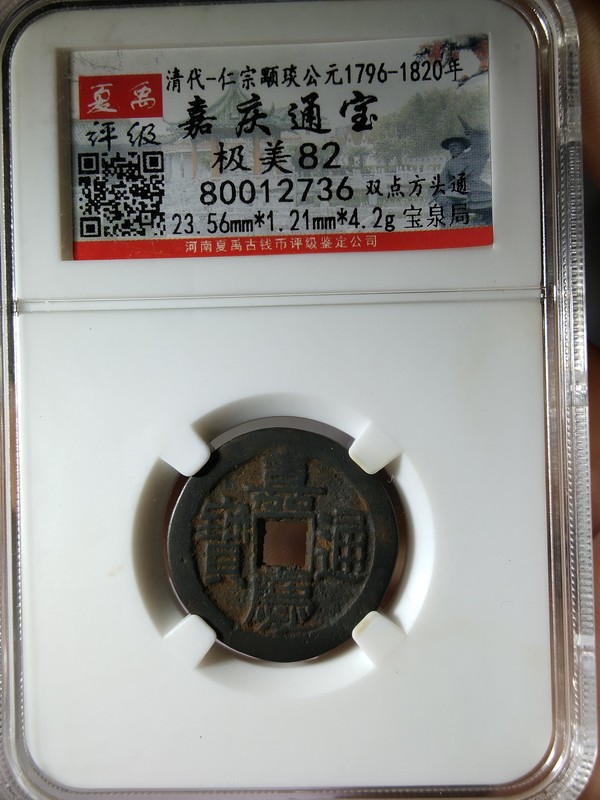 清代-仁宗颙琰公元1796-1820年
夏禹
评级
嘉庆通宝
极美82
80012736 双点方头通
23.56mm*1.21mm*4.2g 宝泉局
河南夏禹古钱币评级鉴定公司
嘉慶通寳